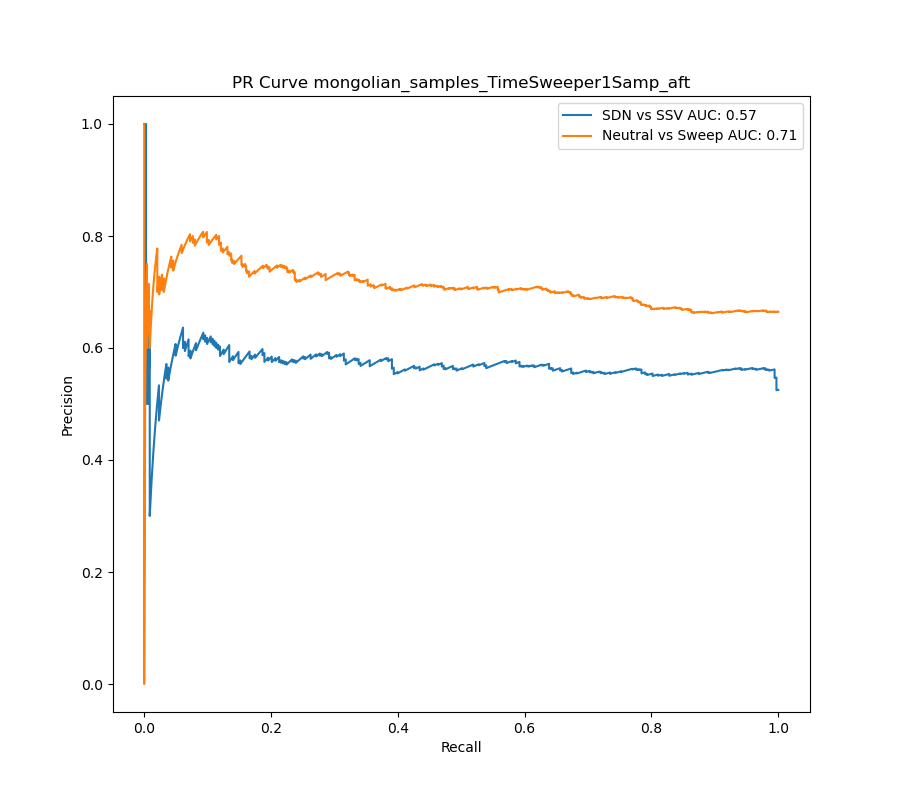 PR Curve mongolian_samples_TimeSweeper1Samp_aft
SDN vs SSV AUC: 0.57
Neutral vs Sweep AUC: 0.71
1.0
0.8
0.6
0.4
0.2
0.0
Precision
0.0 0.2 0.4 0.6 0.8 1.0
Recall